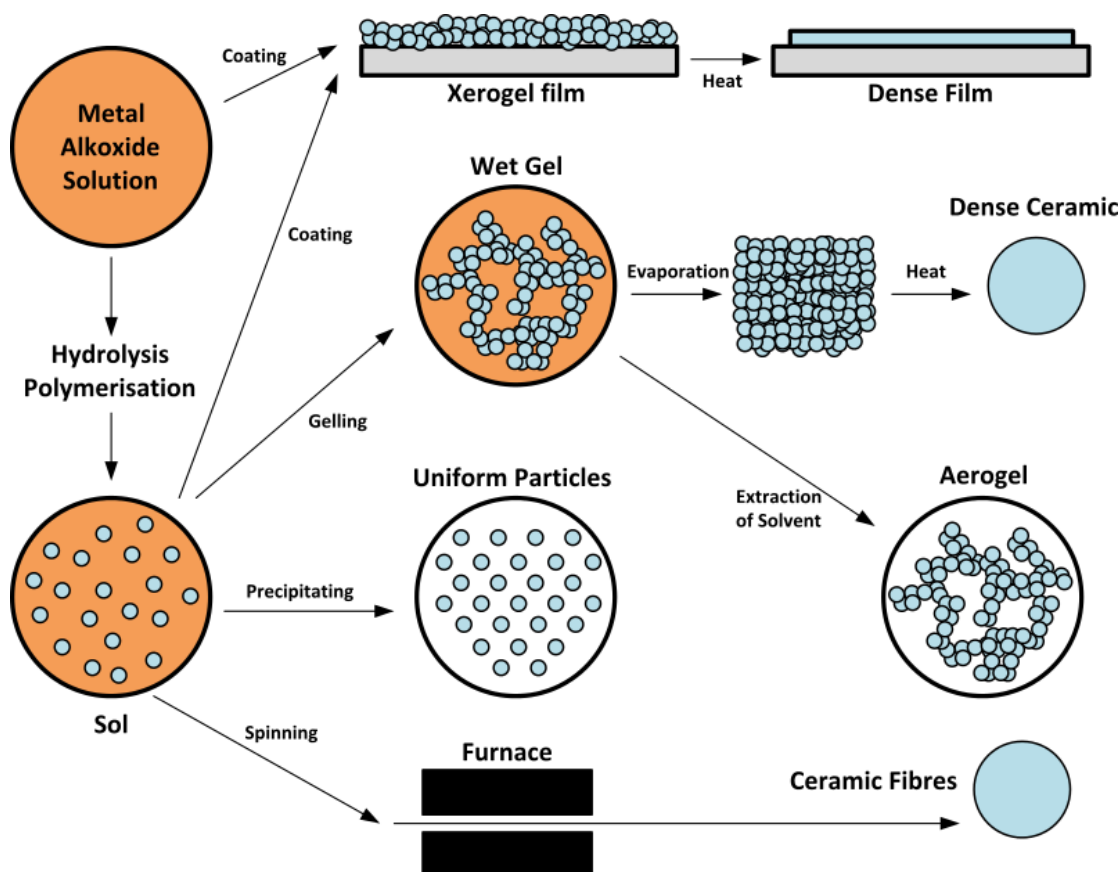 Coating
Xerogel film
Heat
Dense Film
Metal
Alkoxide
Solution
Wet Gel
Dense Ceramic
Coating
Evaporation
Heat
Hydrolysis
Polymerisation
Gelling
Uniform Particles
Aerogel
Extraction
of Solvent
Precipitating
Sol
Spinning
Furnace
Ceramic Fibres